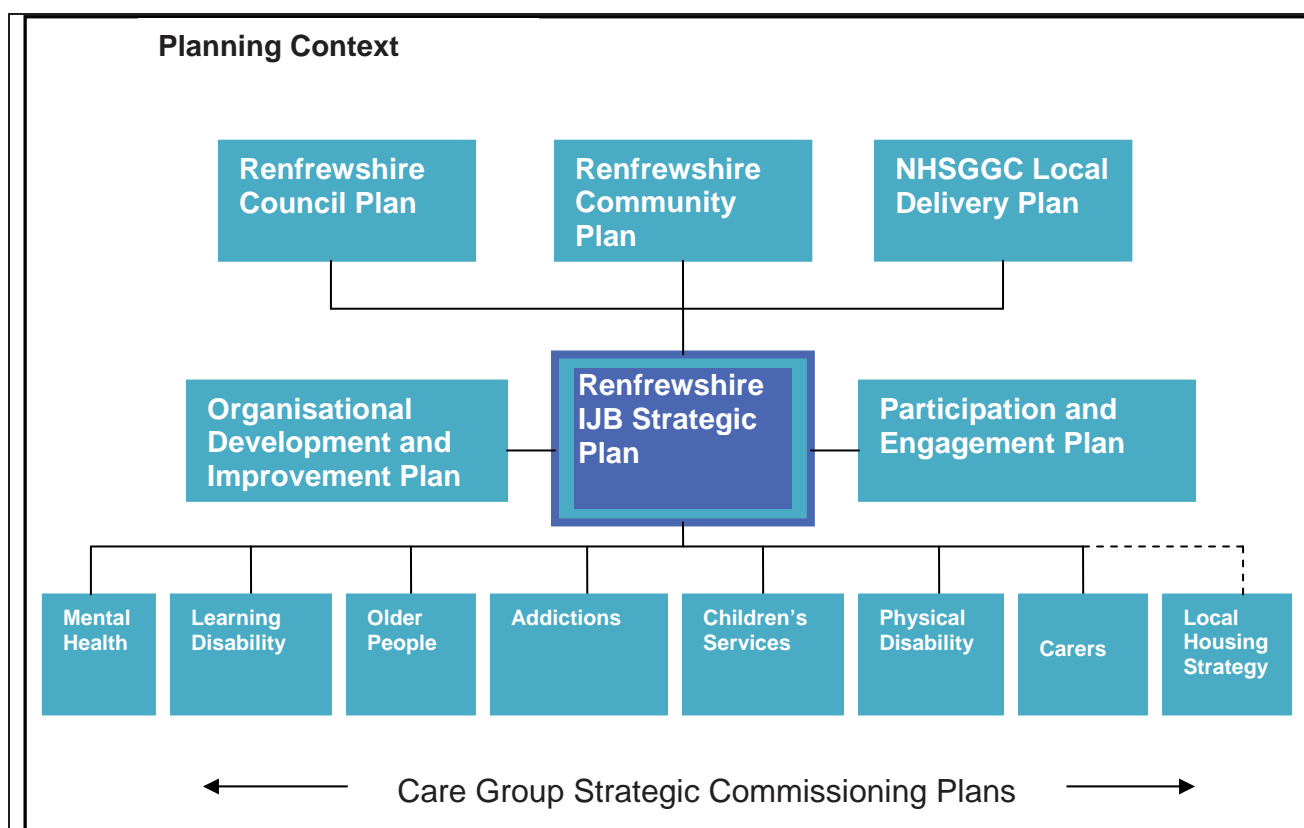 Planning Context
Renfrewshire
Council Plan
Renfrewshire
Community
Plan
NHSGGC Local
Delivery Plan
Organisational
Development and
Improvement Plan
Renfrewshire
IJB Strategic
Plan
Participation and
Engagement Plan
Mental
Health
Learning
Disability
Older
People
Addictions
Children’s
Services
Physical
Disability
Carers
Local
Housing
Strategy
Care Group Strategic Commissioning Plans